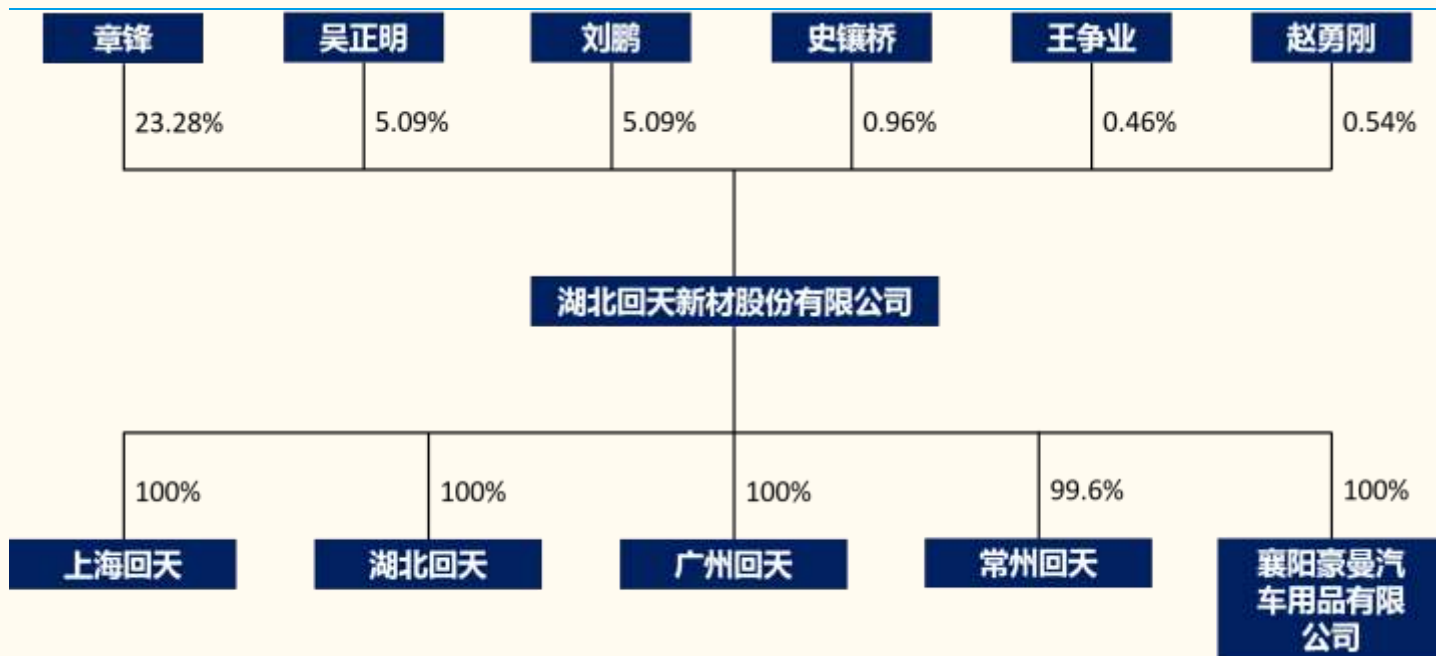 章锋
吴正明
刘鹏
史镶桥
王争业
赵勇刚
23.28%
5.09%
5.09%
0.96%
0.46%
0.54%
湖北回天新材股份有限公司
100%
100%
100%
99.6%
100%
上海回天
湖北回天
广州回天
常州回天
襄阳豪曼汽
车用品有限
公司